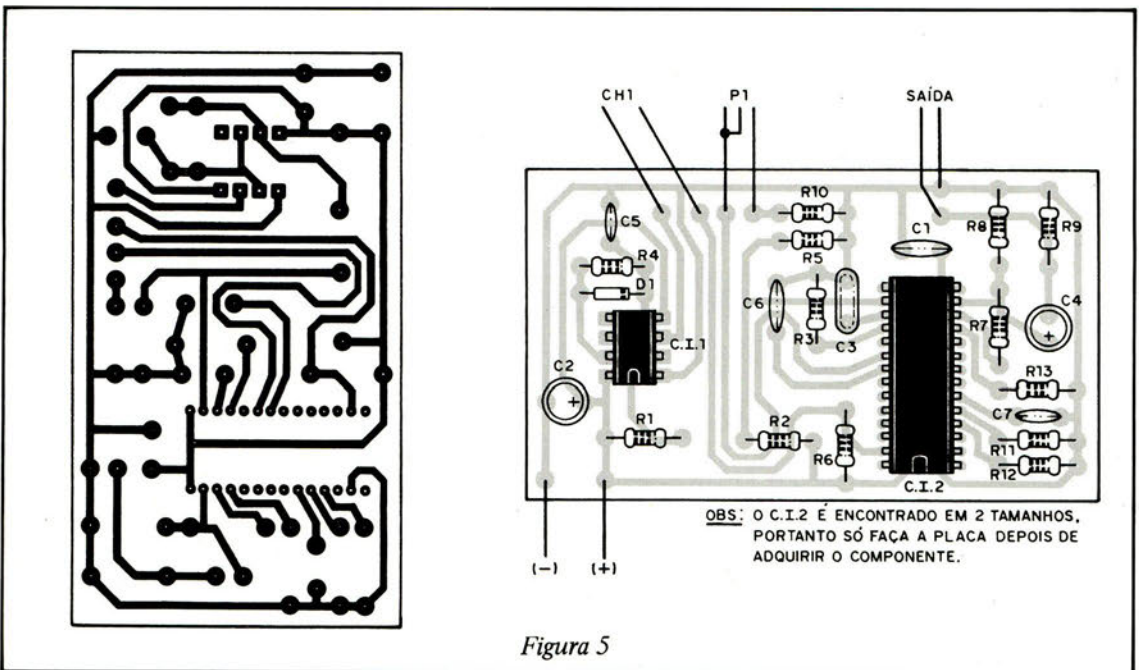 CH1
P1
SAÍDA
R10
C5
R8
C1
R9
R4
R5
D1
C6
C4
R7
R3
C3
C.I.1
C2
R13
C7
R1
R2
R11
R6
R12
C.I.2
OBS: O C.I.2 É ENCONTRADO EM 2 TAMANHOS,
PORTANTO SÓ FAÇA A PLACA DEPOIS DE
ADQUIRIR O COMPONENTE.
(-)
(+)
Figura 5